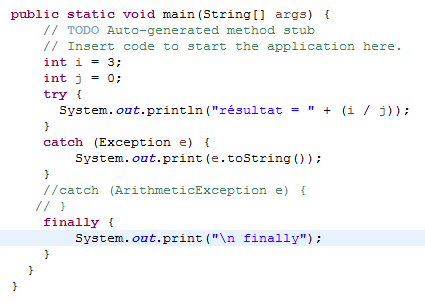 public static void main(String[] args) {
// TODO Auto-generated method stub
// Insert code to start the application here.
int i = 3;
int j = 0;
try {
System.out.println("résultat = " + (i / j));
}
catch (Exception e) {
System.out.print(e.toString());
}
//catch (ArithmeticException e) {
// }
finally {
System.out.print("\n finally");
}
}
}